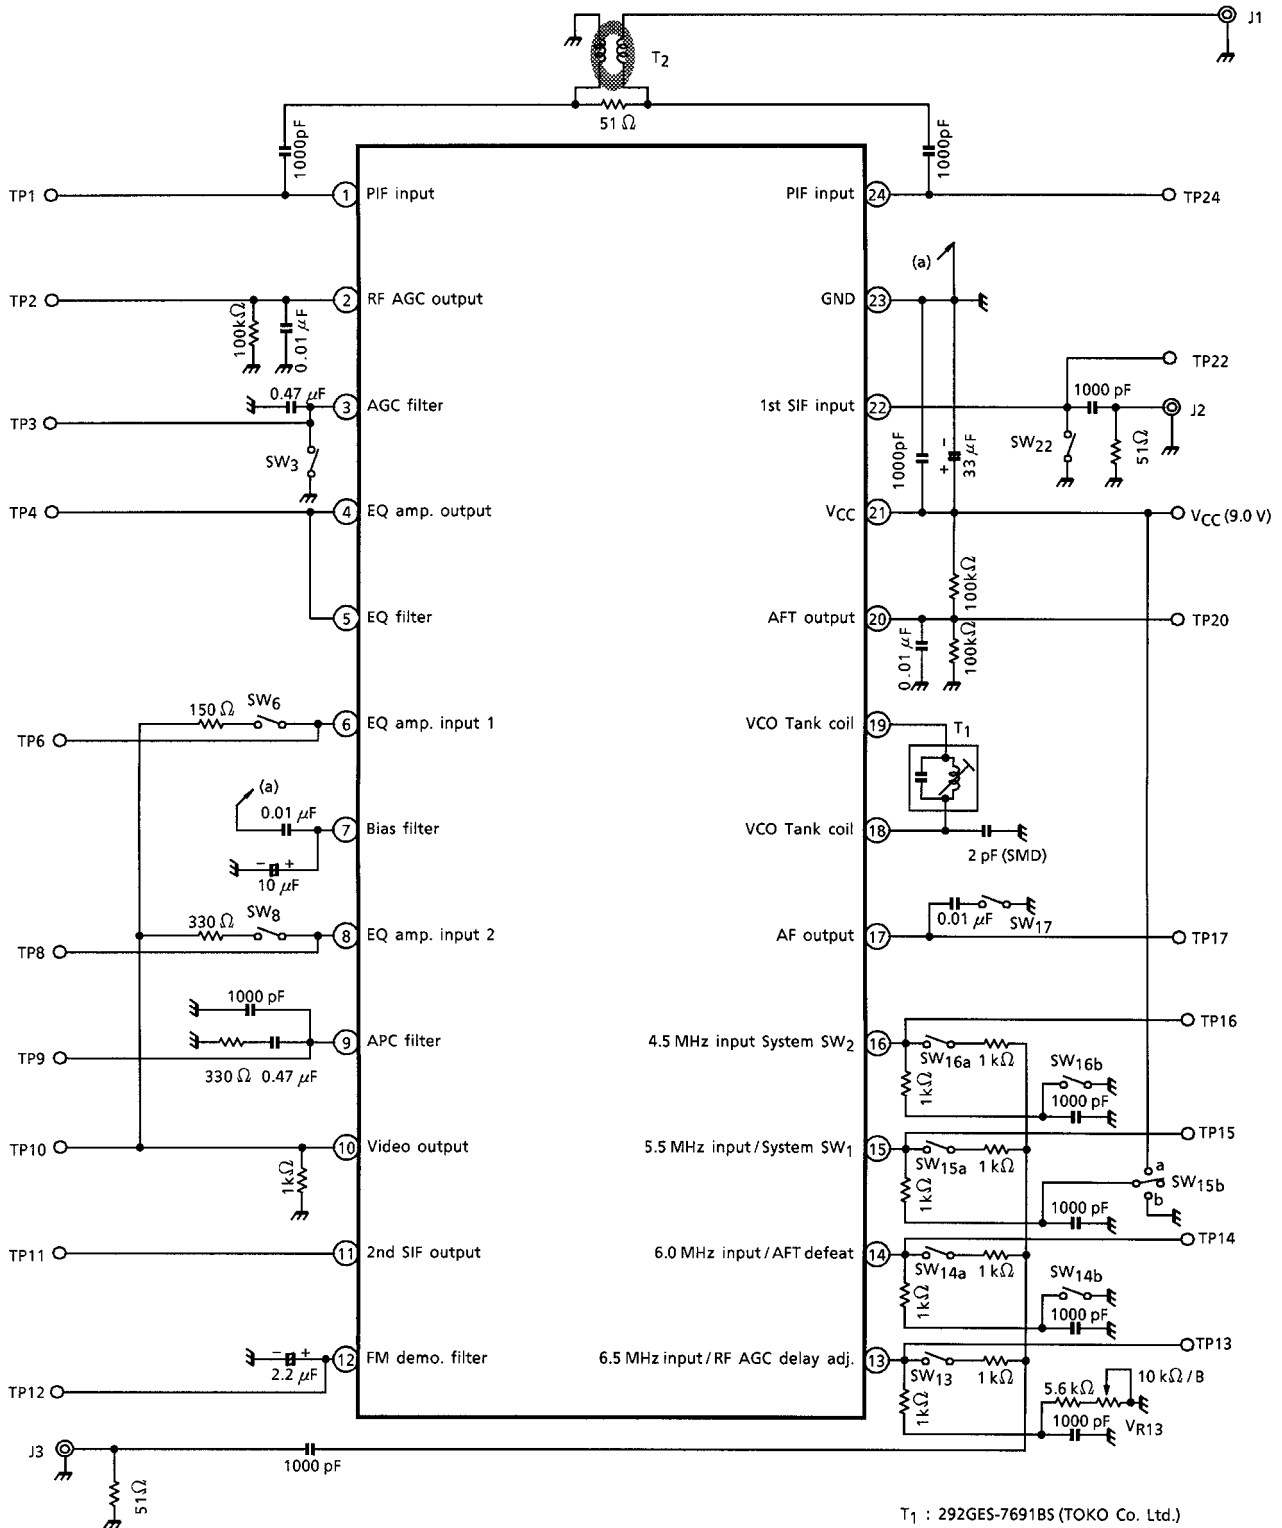 J1
T2
51 Ω
1000pF
1000pF
TP1
1
PIF input
PIF input
24
TP24
(a)
TP2
2
RF AGC output
GND
23
100kΩ
0.01 μF
TP22
0.47 μF
1000 pF
3
AGC filter
1st SIF input
22
J2
TP3
SW3
SW22
51Ω
1000pF
- +
33 μF
TP4
4
EQ amp. output
VCC
21
VCC (9.0 V)
100kΩ
5
EQ filter
AFT output
20
TP20
0.01 μF
100kΩ
150 Ω
SW6
6
EQ amp. input 1
VCO Tank coil
19
T1
TP6
(a)
0.01 μF
7
Bias filter
VCO Tank coil
18
2 pF (SMD)
- +
10 μF
330 Ω
SW8
0.01 μF
SW17
8
EQ amp. input 2
AF output
17
TP17
TP8
1000 pF
TP16
9
APC filter
4.5 MHz input System SW2
16
SW16a
1 kΩ
SW16b
TP9
330 Ω
0.47 μF
1kΩ
1000 pF
TP15
TP10
10
Video output
5.5 MHz input/System SW1
15
SW15a
1 kΩ
a
SW15b
b
1kΩ
1kΩ
1000 pF
TP14
TP11
11
2nd SIF output
6.0 MHz input/AFT defeat
14
SW14a
1 kΩ
SW14b
1kΩ
1000 pF
TP13
- +
2.2 μF
12
FM demo. filter
6.5 MHz input/RF AGC delay adj.
13
SW13
1 kΩ
5.6 kΩ
10 kΩ/B
TP12
1kΩ
1000 pF
VR13
J3
1000 pF
51Ω
T1 : 292GES-7691BS (TOKO Co. Ltd.)